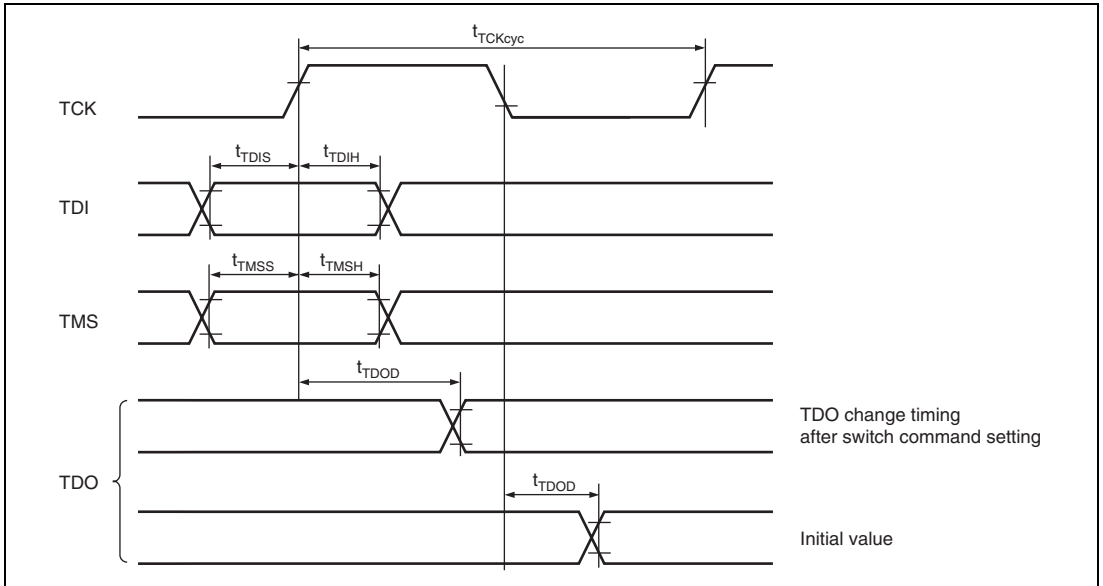 tTCKcyc
TCK
tTDIS
tTDIH
TDI
tTMSS
tTMSH
TMS
tTDOD
TDO change timing
after switch command setting
TDO
tTDOD
Initial value